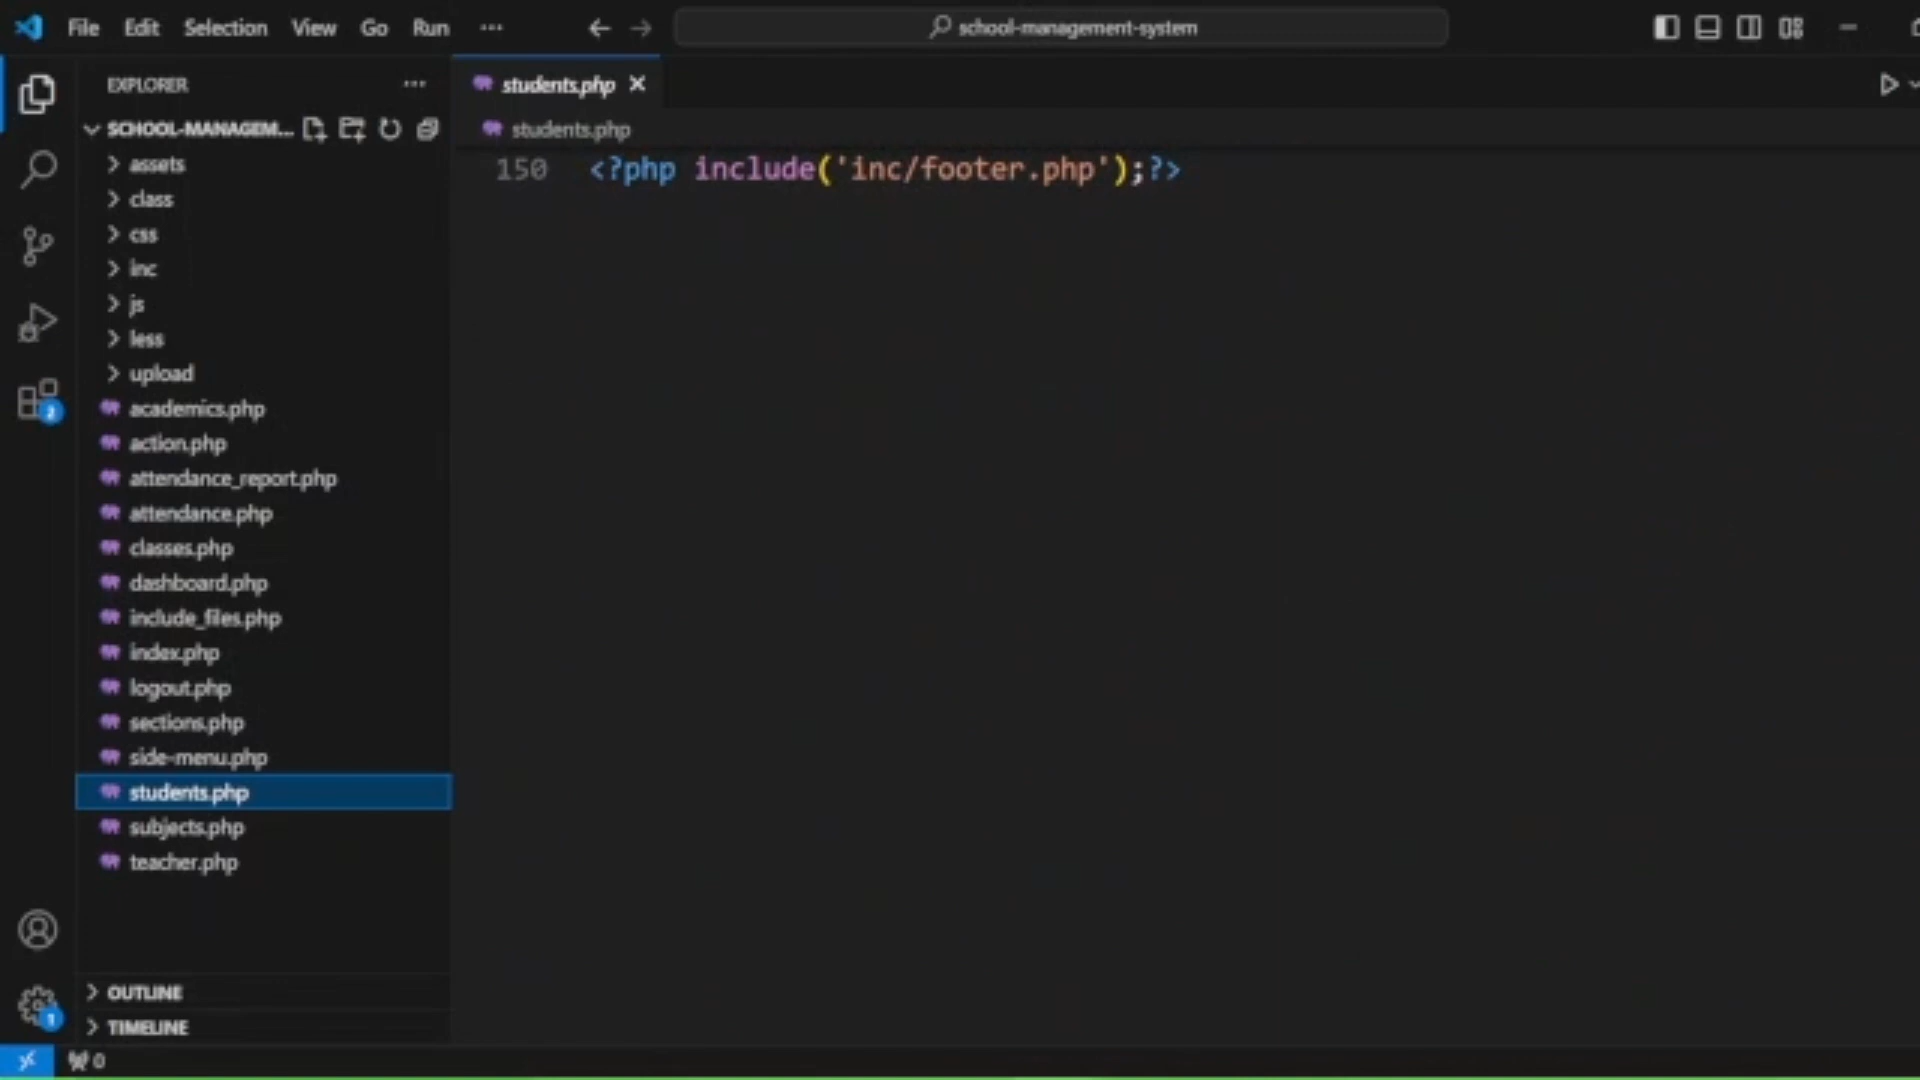 File Edit Selection View Go Run ··· school-management-system
EXPLORER ···
students.php
SCHOOL-MANAGEM...
students.php
assets
150 <?php include('inc/footer.php');?>
class
css
inc
js
less
upload
academics.php
2
action.php
attendance_report.php
attendance.php
classes.php
dashboard.php
include_files.php
index.php
logout.php
sections.php
side-menu.php
students.php
subjects.php
teacher.php
OUTLINE
1
TIMELINE
0